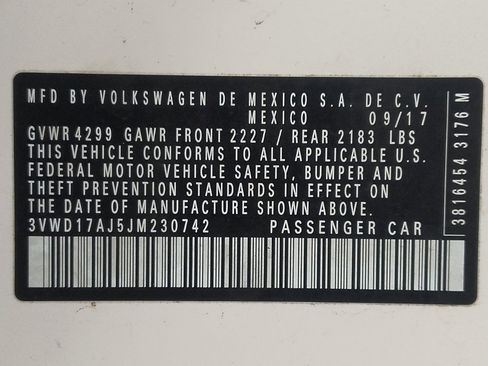 MFD BY VOLKSWAGEN DE MEXICO S.A. DE C.V.
MEXICO 09/17
GVWR 4299 GAWR FRONT 2227 / REAR 2183 LBS
THIS VEHICLE CONFORMS TO ALL APPLICABLE U.S.
FEDERAL MOTOR VEHICLE SAFETY, BUMPER AND
THEFT PREVENTION STANDARDS IN EFFECT ON
THE DATE OF MANUFACTURE SHOWN ABOVE.
3VWD17AJ5JM230742 PASSENGER CAR
3816454 3176 M